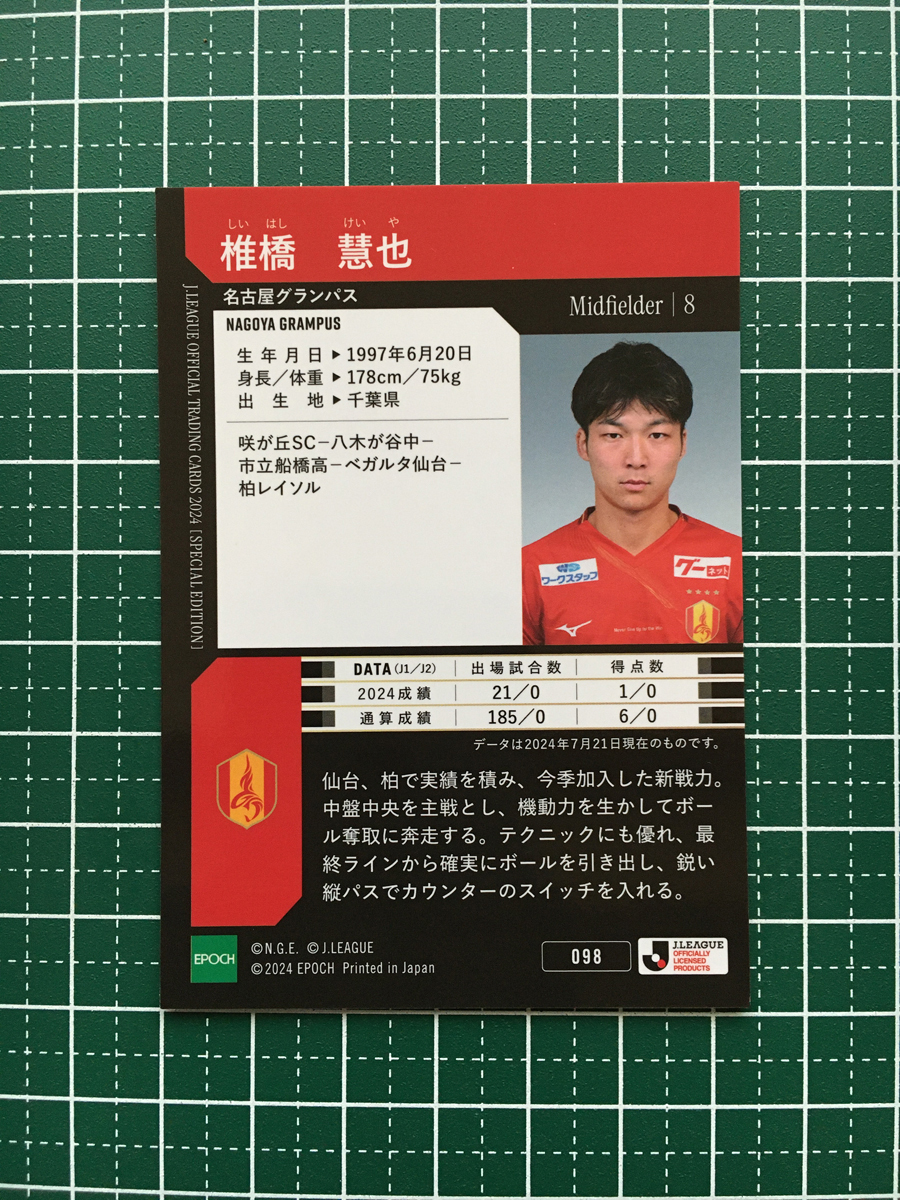 しい はし けい や
椎橋 慧也
名古屋グランパス
Midfielder | 8
NAGOYA GRAMPUS
生年月日▶1997年6月20日
身長／体重▶178cm／75kg
出生地▶千葉県
咲が丘SC－八木が谷中－
市立船橋高－ベガルタ仙台－
柏レイソル
J.LEAGUE OFFICIAL TRADING CARDS 2024 [SPECIAL EDITION]
ワークスタッフ
グーネット
DATA（J1／J2） 出場試合数 得点数
2024成績 21／0 1／0
通算成績 185／0 6／0
データは2024年7月21日現在のものです。
仙台、柏で実績を積み、今季加入した新戦力。
中盤中央を主戦とし、機動力を生かしてボー
ル奪取に奔走する。テクニックにも優れ、最
終ラインから確実にボールを引き出し、鋭い
縦パスでカウンターのスイッチを入れる。
EPOCH
©N.G.E. ©J.LEAGUE
©2024 EPOCH Printed in Japan
098
J.LEAGUE
OFFICIALLY
LICENSED
PRODUCTS